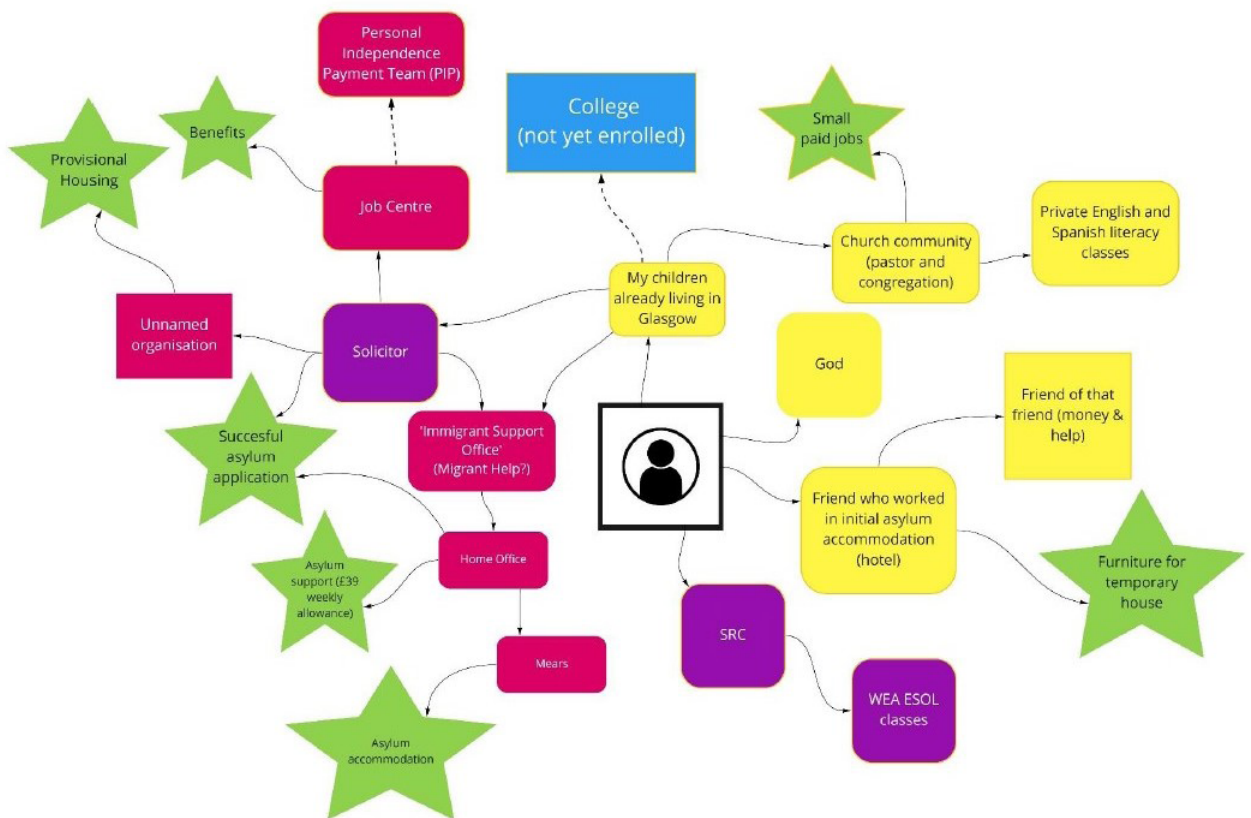 Personal
Independence
Payment Team (PIP)
College
(not yet enrolled)
Small
paid jobs
Benefits
Provisional
Housing
Job Centre
Private English and
Spanish literacy
classes
Church community
(pastor and
congregation)
My children
already living in
Glasgow
Unnamed
organisation
Solicitor
God
Friend of that
friend (money &
help)
'Immigrant Support
Office'
(Migrant Help?)
Succesful
asylum
application
Friend who worked
in initial asylum
accommodation
(hotel)
Home Office
Asylum
support (£39
weekly
allowance)
Furniture for
temporary
house
SRC
Mears
WEA ESOL
classes
Asylum
accommodation